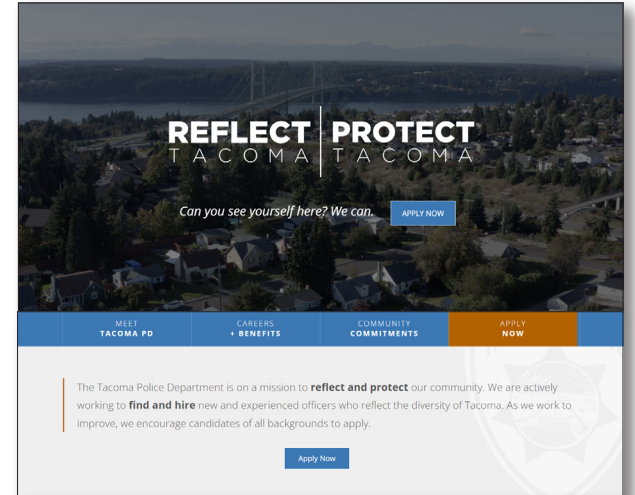 REFLECT PROTECT
TACOMA TACOMA
Can you see yourself here? We can. APPLY NOW
MEET
TACOMA PD
CAREERS
+ BENEFITS
COMMUNITY
COMMITMENTS
APPLY
NOW
The Tacoma Police Department is on a mission to reflect and protect our community. We are actively
working to find and hire new and experienced officers who reflect the diversity of Tacoma. As we work to
improve, we encourage candidates of all backgrounds to apply.
Apply Now